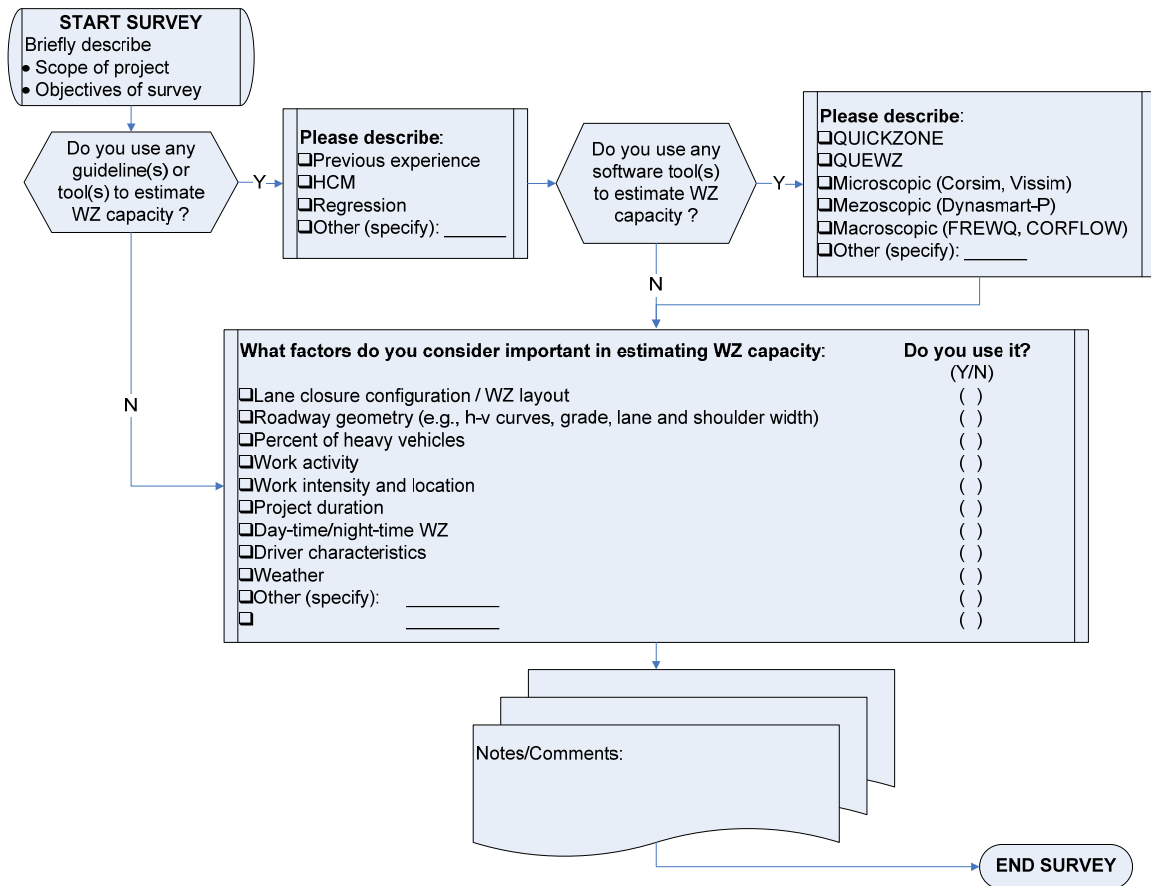 START SURVEY
Briefly describe
● Scope of project
● Objectives of survey
Do you use any
guideline(s) or
tool(s) to estimate
WZ capacity ?
Y
Please describe:
❑Previous experience
❑HCM
❑Regression
❑Other (specify): _______
Do you use any
software tool(s)
to estimate WZ
capacity ?
Y
Please describe:
❑QUICKZONE
❑QUEWZ
❑Microscopic (Corsim, Vissim)
❑Mezoscopic (Dynasmart-P)
❑Macroscopic (FREWQ, CORFLOW)
❑Other (specify): _______
N
N
What factors do you consider important in estimating WZ capacity: Do you use it?
(Y/N)
❑Lane closure configuration / WZ layout ( )
❑Roadway geometry (e.g., h-v curves, grade, lane and shoulder width) ( )
❑Percent of heavy vehicles ( )
❑Work activity ( )
❑Work intensity and location ( )
❑Project duration ( )
❑Day-time/night-time WZ ( )
❑Driver characteristics ( )
❑Weather ( )
❑Other (specify): __________ ( )
❑ __________ ( )
Notes/Comments:
END SURVEY